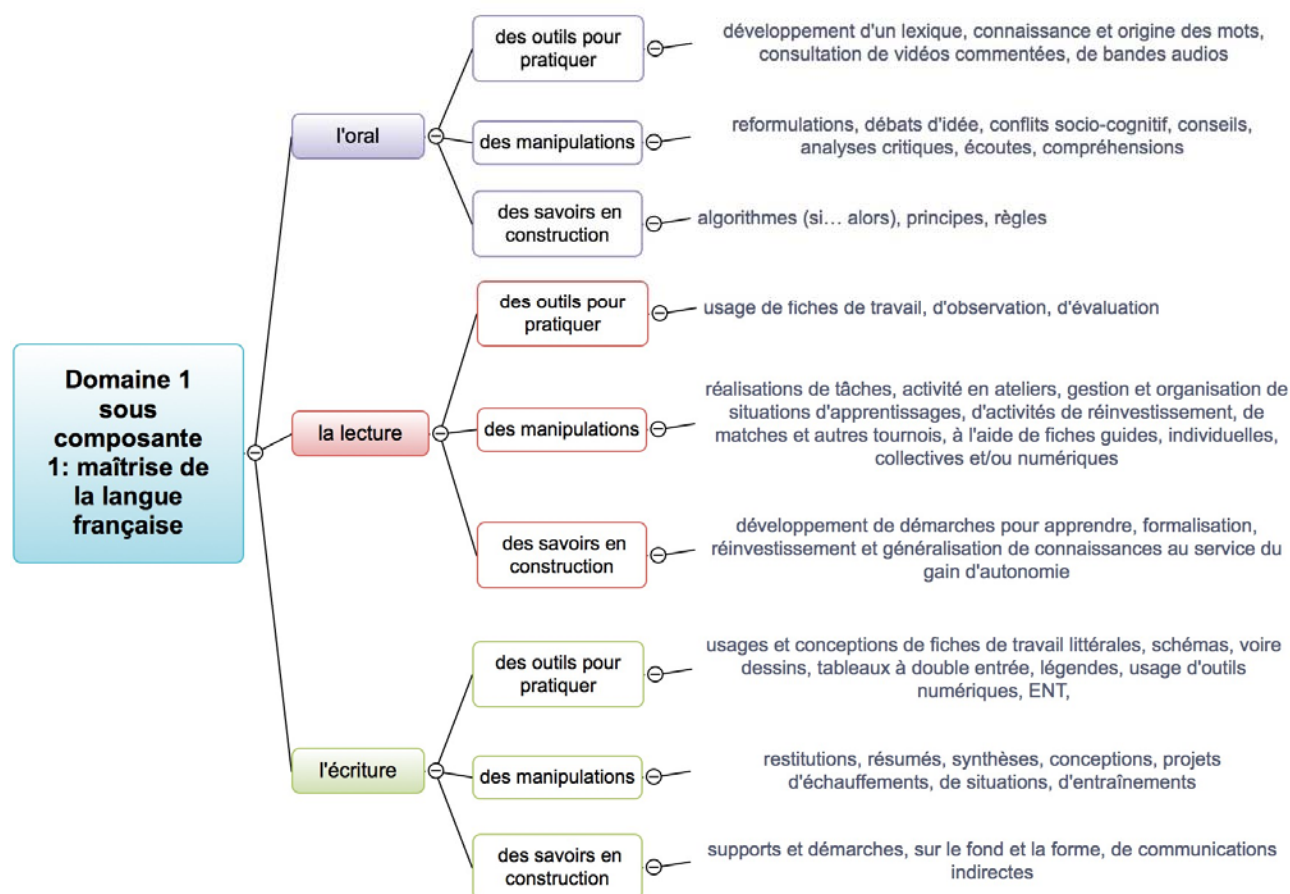 Domaine 1
sous
composante
1: maîtrise de
la langue
française
l'oral
des outils pour
pratiquer
développement d'un lexique, connaissance et origine des mots,
consultation de vidéos commentées, de bandes audios
des manipulations
reformulations, débats d'idée, conflits socio-cognitif, conseils,
analyses critiques, écoutes, compréhensions
des savoirs en
construction
algorithmes (si... alors), principes, règles
la lecture
des outils pour
pratiquer
usage de fiches de travail, d'observation, d'évaluation
des manipulations
réalisations de tâches, activité en ateliers, gestion et organisation de
situations d'apprentissages, d'activités de réinvestissement, de
matches et autres tournois, à l'aide de fiches guides, individuelles,
collectives et/ou numériques
des savoirs en
construction
développement de démarches pour apprendre, formalisation,
réinvestissement et généralisation de connaissances au service du
gain d'autonomie
l'écriture
des outils pour
pratiquer
usages et conceptions de fiches de travail littérales, schémas, voire
dessins, tableaux à double entrée, légendes, usage d'outils
numériques, ENT,
des manipulations
restitutions, résumés, synthèses, conceptions, projets
d'échauffements, de situations, d'entraînements
des savoirs en
construction
supports et démarches, sur le fond et la forme, de communications
indirectes